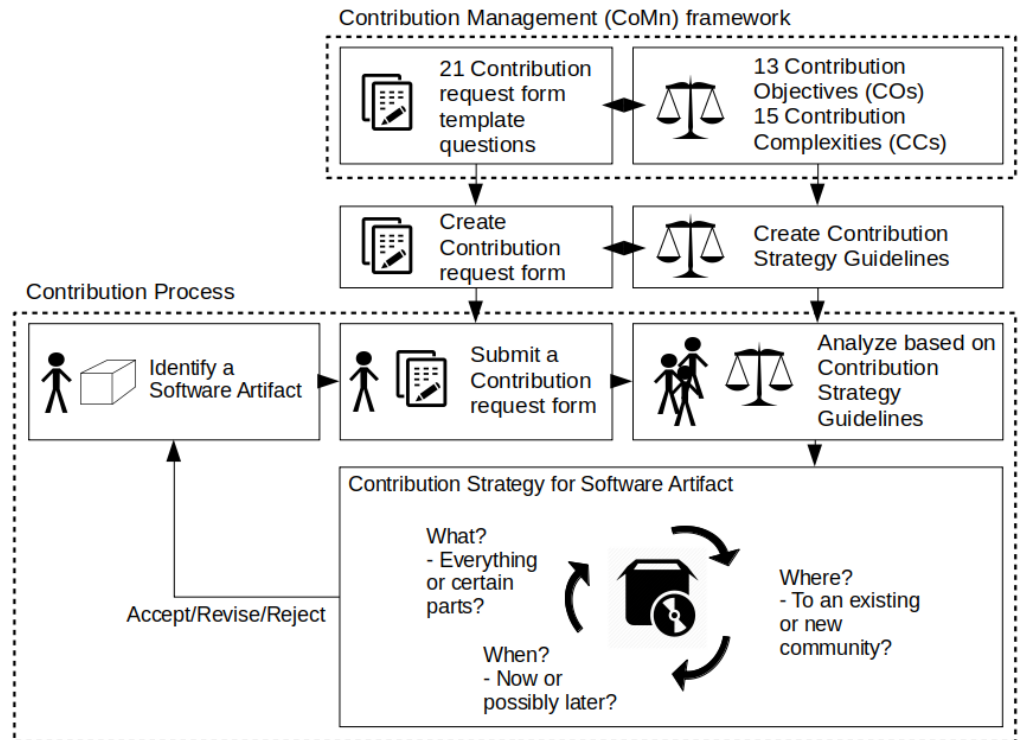 Contribution Management (CoMn) framework
21 Contribution
request form
template
questions
13 Contribution
Objectives (COs)
15 Contribution
Complexities (CCs)
Create
Contribution
request form
Create Contribution
Strategy Guidelines
Contribution Process
Identify a
Software Artifact
Submit a
Contribution
request form
Analyze based on
Contribution
Strategy
Guidelines
Contribution Strategy for Software Artifact
What?
- Everything
or certain
parts?
Where?
- To an existing
or new
community?
When?
- Now or
possibly later?
Accept/Revise/Reject